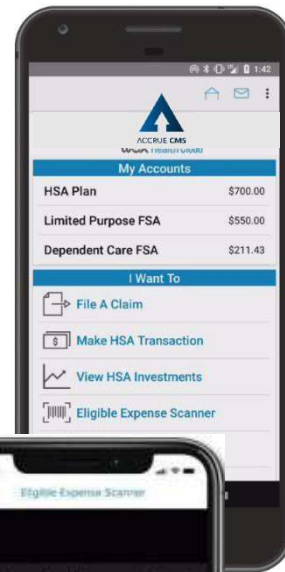 1:42
ACCRUE CMS
My Accounts
HSA Plan $700.00
Limited Purpose FSA $550.00
Dependent Care FSA $211.43
I Want To
File A Claim
$ Make HSA Transaction
View HSA Investments
Eligible Expense Scanner
Eligible Expense Scanner